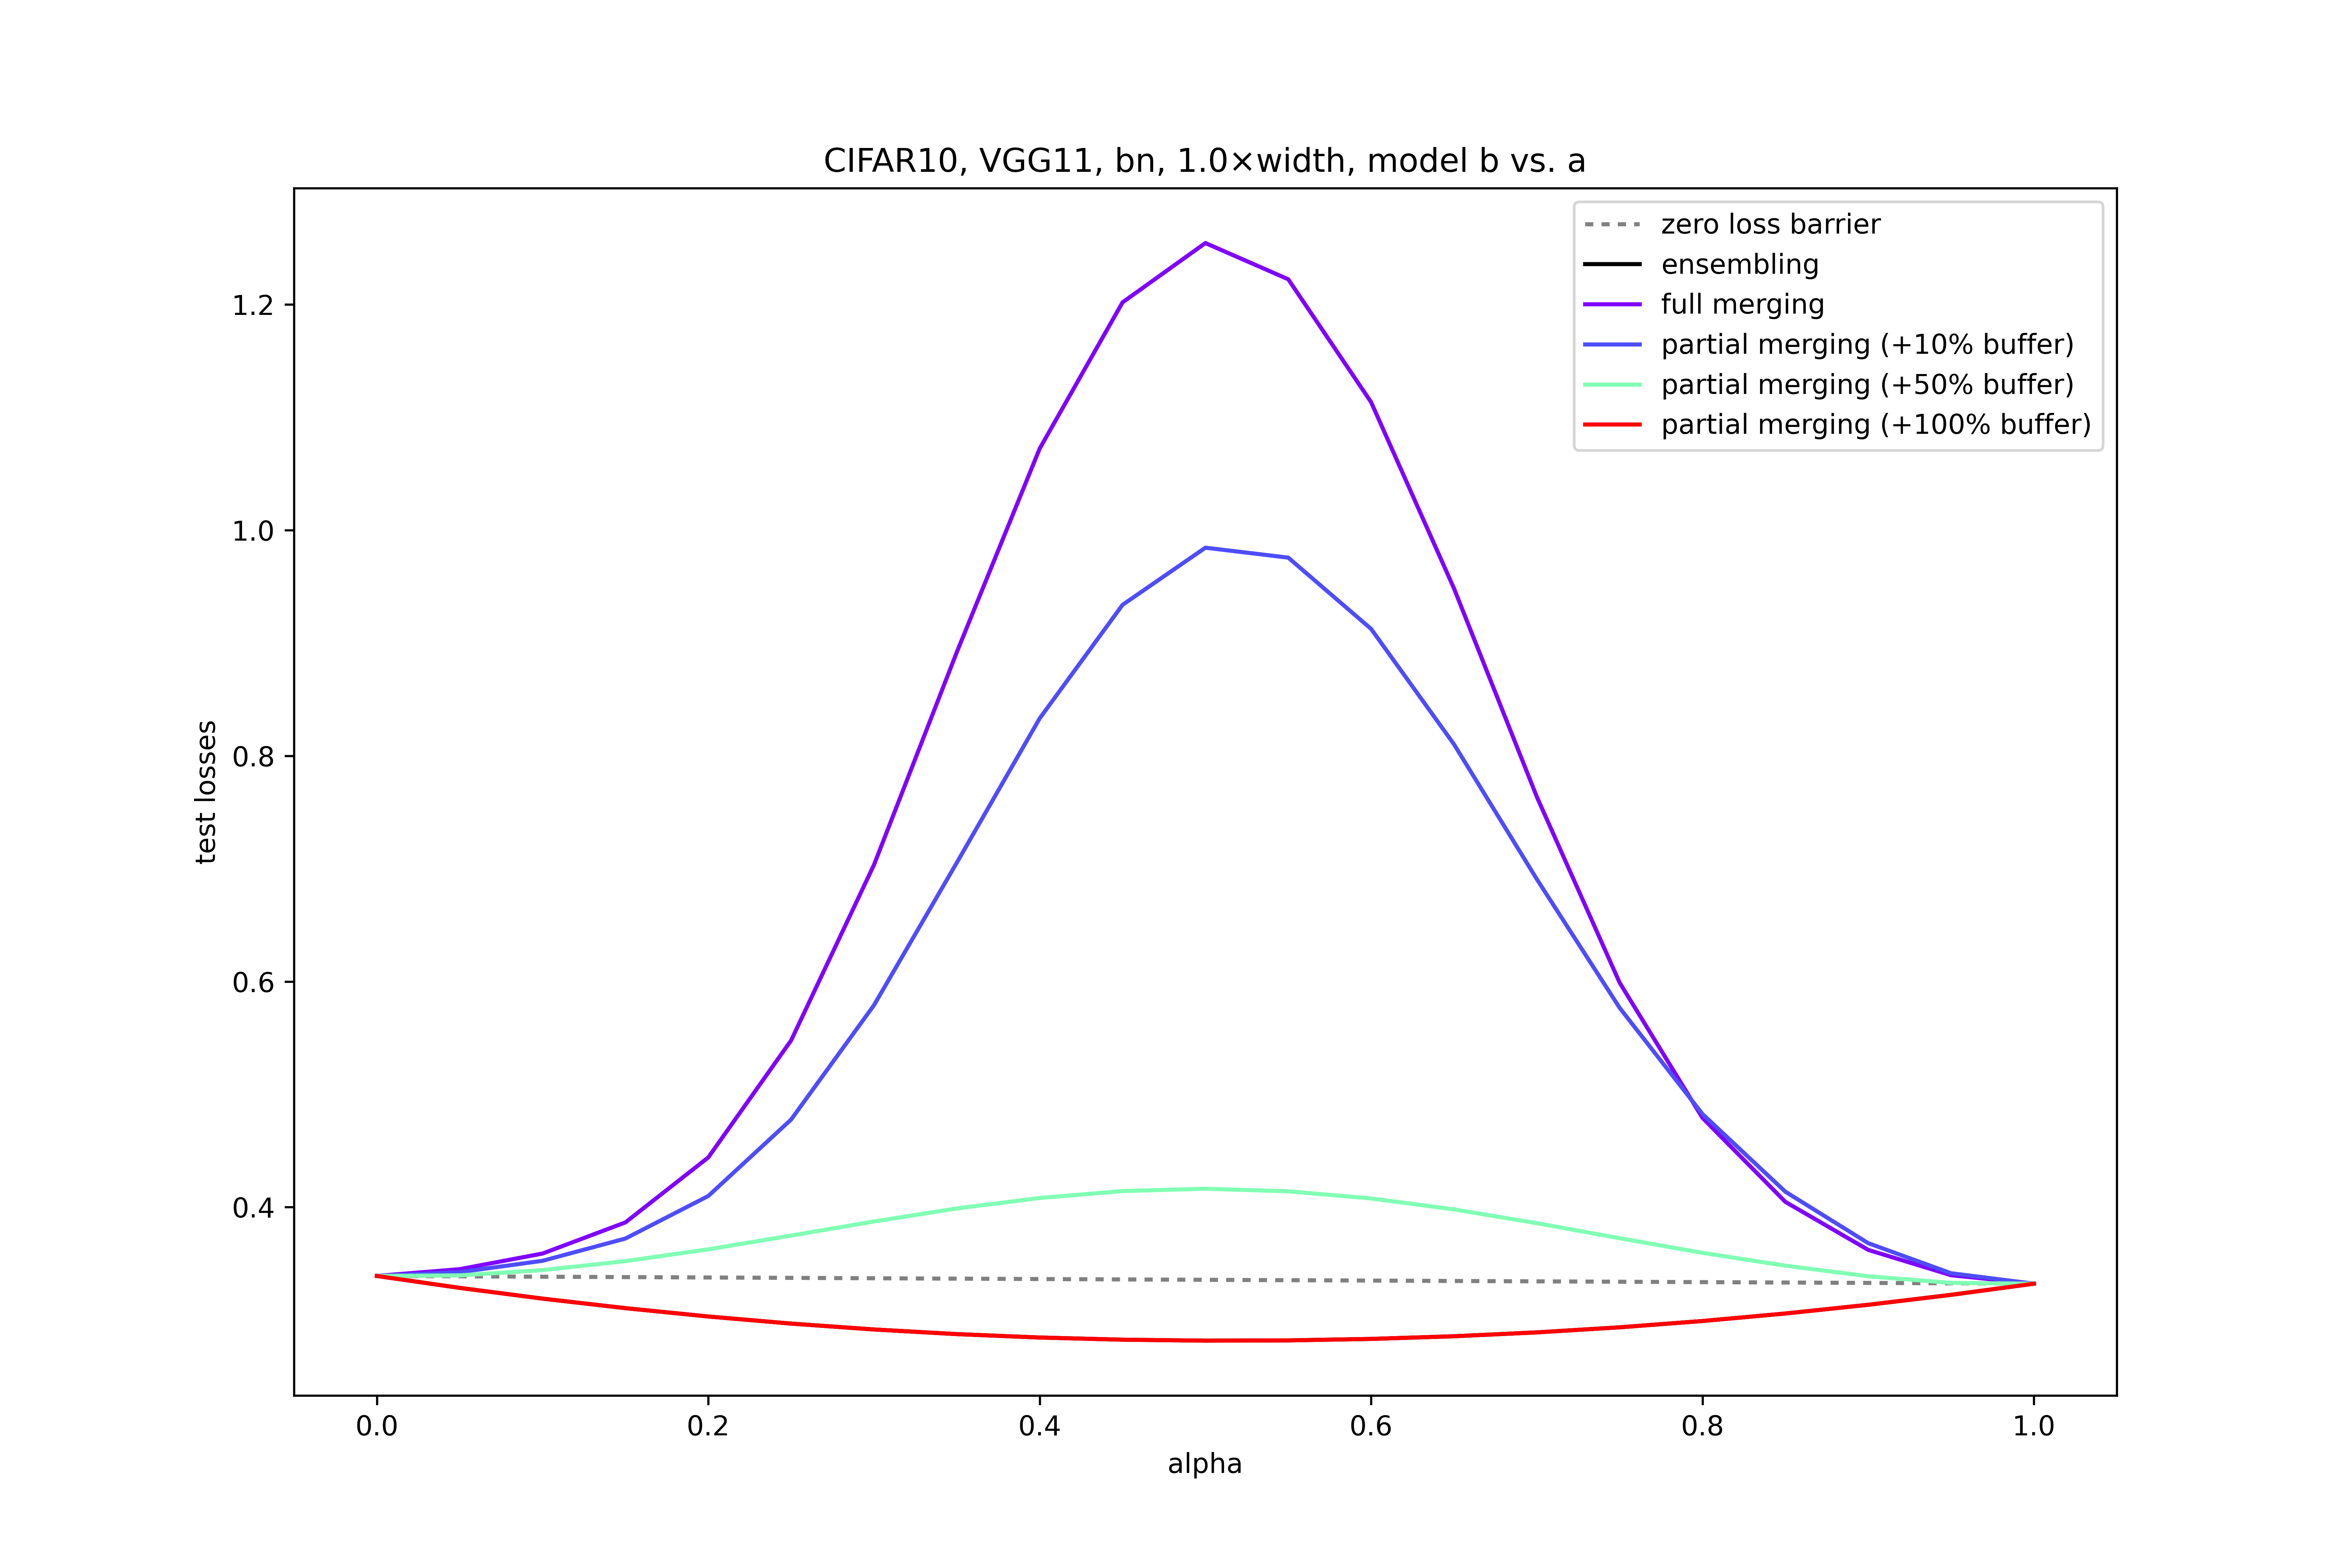 CIFAR10, VGG11, bn, 1.0×width, model b vs. a
zero loss barrier
ensembling
full merging
partial merging (+10% buffer)
partial merging (+50% buffer)
partial merging (+100% buffer)
test losses
1.2
1.0
0.8
0.6
0.4
0.0 0.2 0.4 0.6 0.8 1.0
alpha